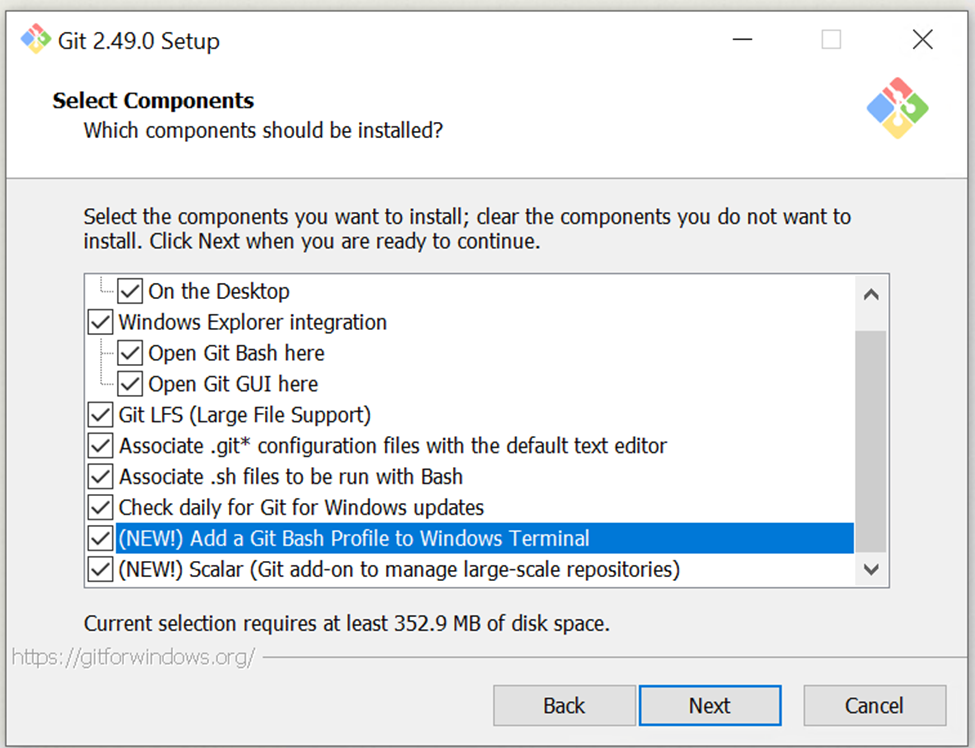 Git 2.49.0 Setup
Select Components
Which components should be installed?
Select the components you want to install; clear the components you do not want to
install. Click Next when you are ready to continue.
On the Desktop
Windows Explorer integration
Open Git Bash here
Open Git GUI here
Git LFS (Large File Support)
Associate .git* configuration files with the default text editor
Associate .sh files to be run with Bash
Check daily for Git for Windows updates
(NEW!) Add a Git Bash Profile to Windows Terminal
(NEW!) Scalar (Git add-on to manage large-scale repositories)
Current selection requires at least 352.9 MB of disk space.
https://gitforwindows.org/
Back Next Cancel